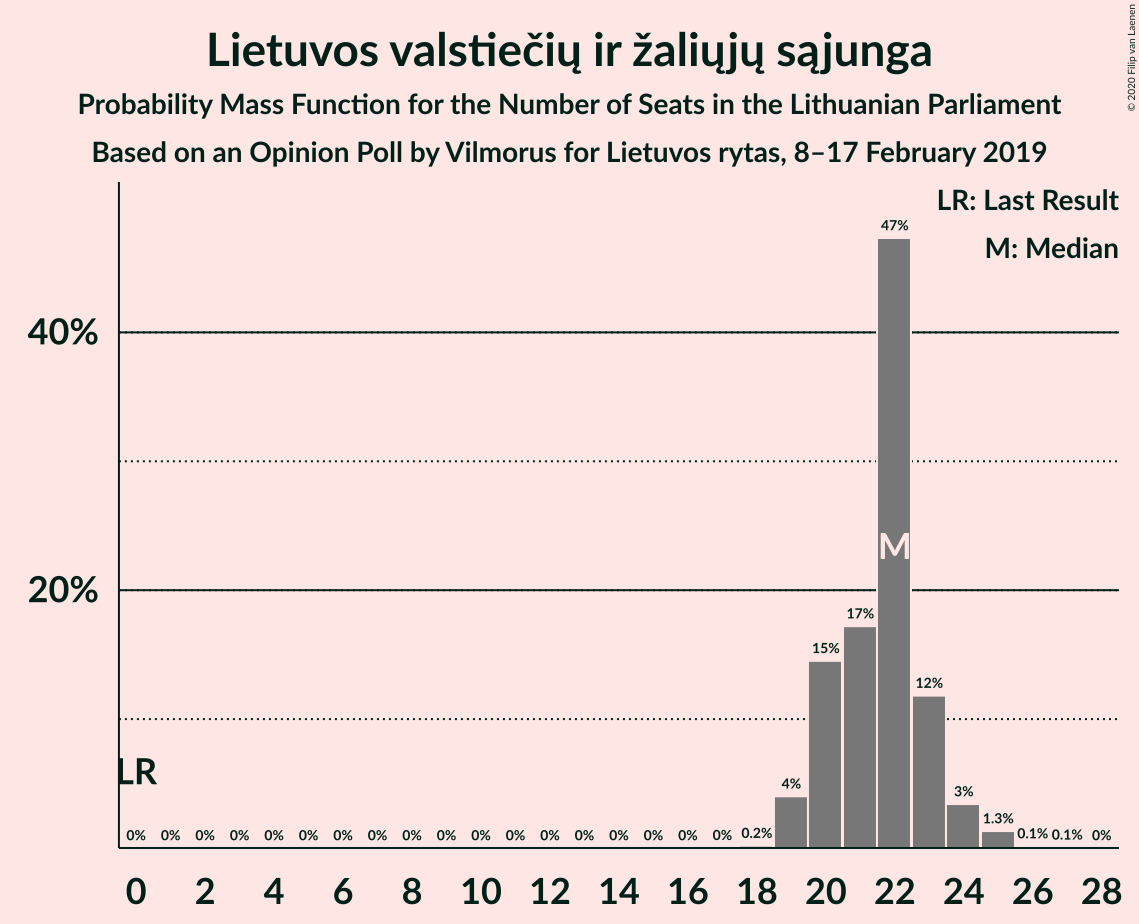 Lietuvos valstiečių ir žaliųjų sąjunga
Probability Mass Function for the Number of Seats in the Lithuanian Parliament
Based on an Opinion Poll by Vilmorus for Lietuvos rytas, 8–17 February 2019
© 2020 Filip van Laenen
LR: Last Result
M: Median
47%
40%
M
20%
17%
15%
12%
LR
4%
3%
1.3%
0% 0% 0% 0% 0% 0% 0% 0% 0% 0% 0% 0% 0% 0% 0% 0% 0% 0% 0.2% 0.1% 0.1% 0%
0 2 4 6 8 10 12 14 16 18 20 22 24 26 28